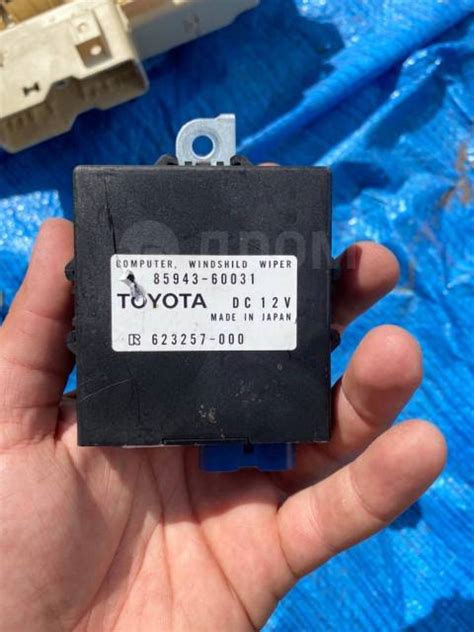 COMPUTER, WINDSHILD WIPER
85943-60031
TOYOTA DC 12V
MADE IN JAPAN
R 623257-000